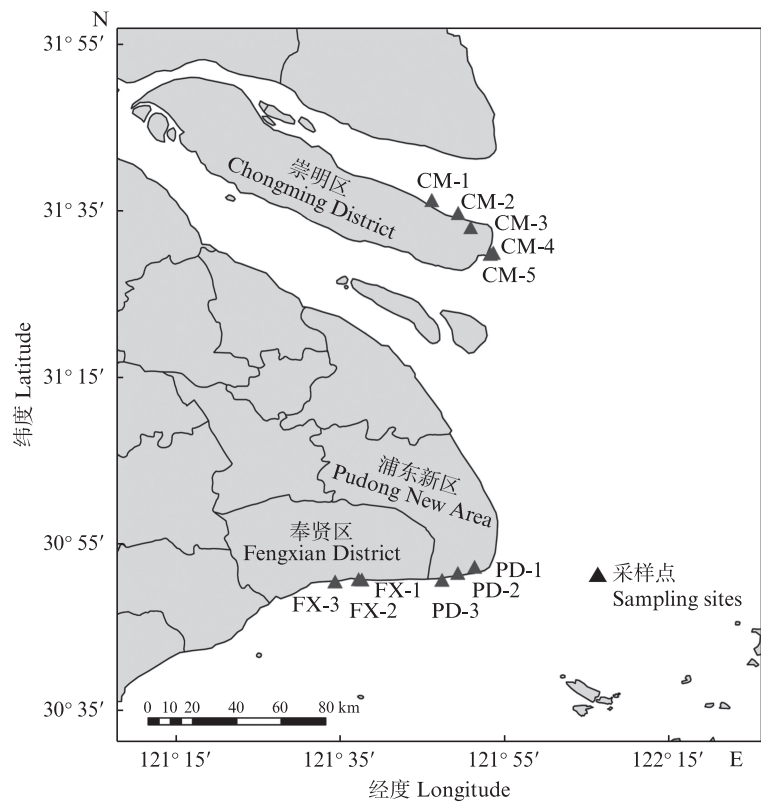 N
31° 55′
崇明区
Chongming District
CM-1
CM-2
31° 35′
CM-3
CM-4
CM-5
纬度 Latitude
31° 15′
浦东新区
Pudong New Area
30° 55′
奉贤区
Fengxian District
PD-1
PD-2
PD-3
FX-1
FX-2
FX-3
采样点
Sampling sites
30° 35′
0 10 20 40 60 80 km
121° 15′ 121° 35′ 121° 55′ 122° 15′ E
经度 Longitude